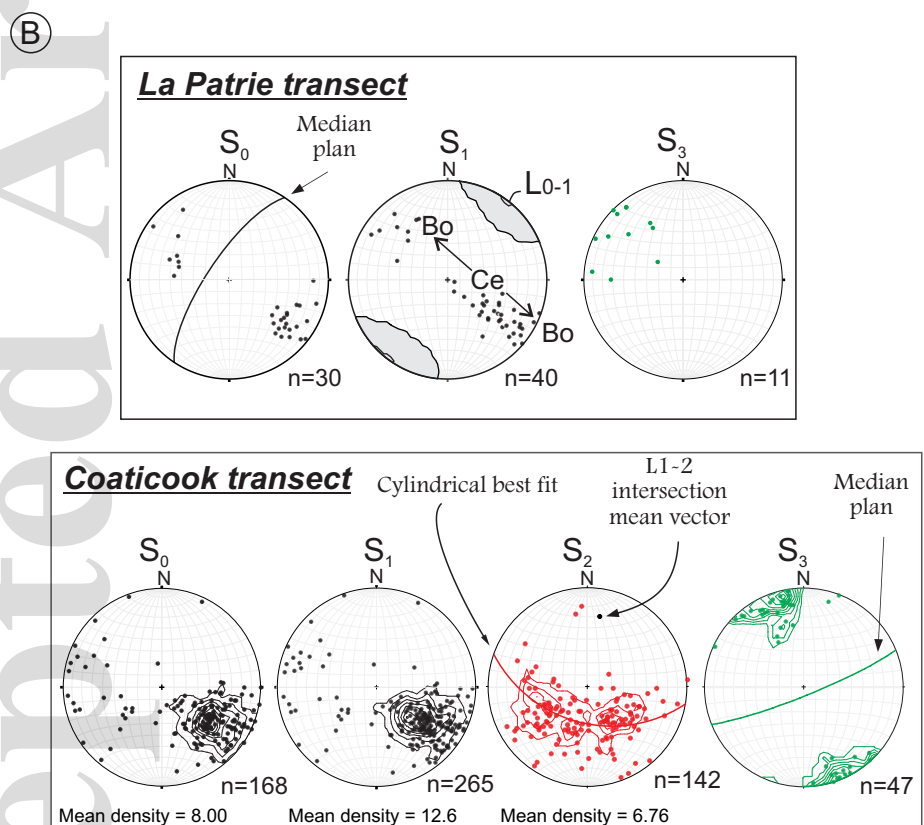 B
La Patrie transect
Median
plan
S0
S1
S3
N
N
N
L0-1
Bo
Ce
Bo
n=30
n=40
n=11
Coaticook transect
Cylindrical best fit
L1-2
intersection
mean vector
Median
plan
S0
S1
S2
S3
N
N
N
N
n=168
n=265
n=142
n=47
Mean density = 8.00
Mean density = 12.6
Mean density = 6.76
epted Ar